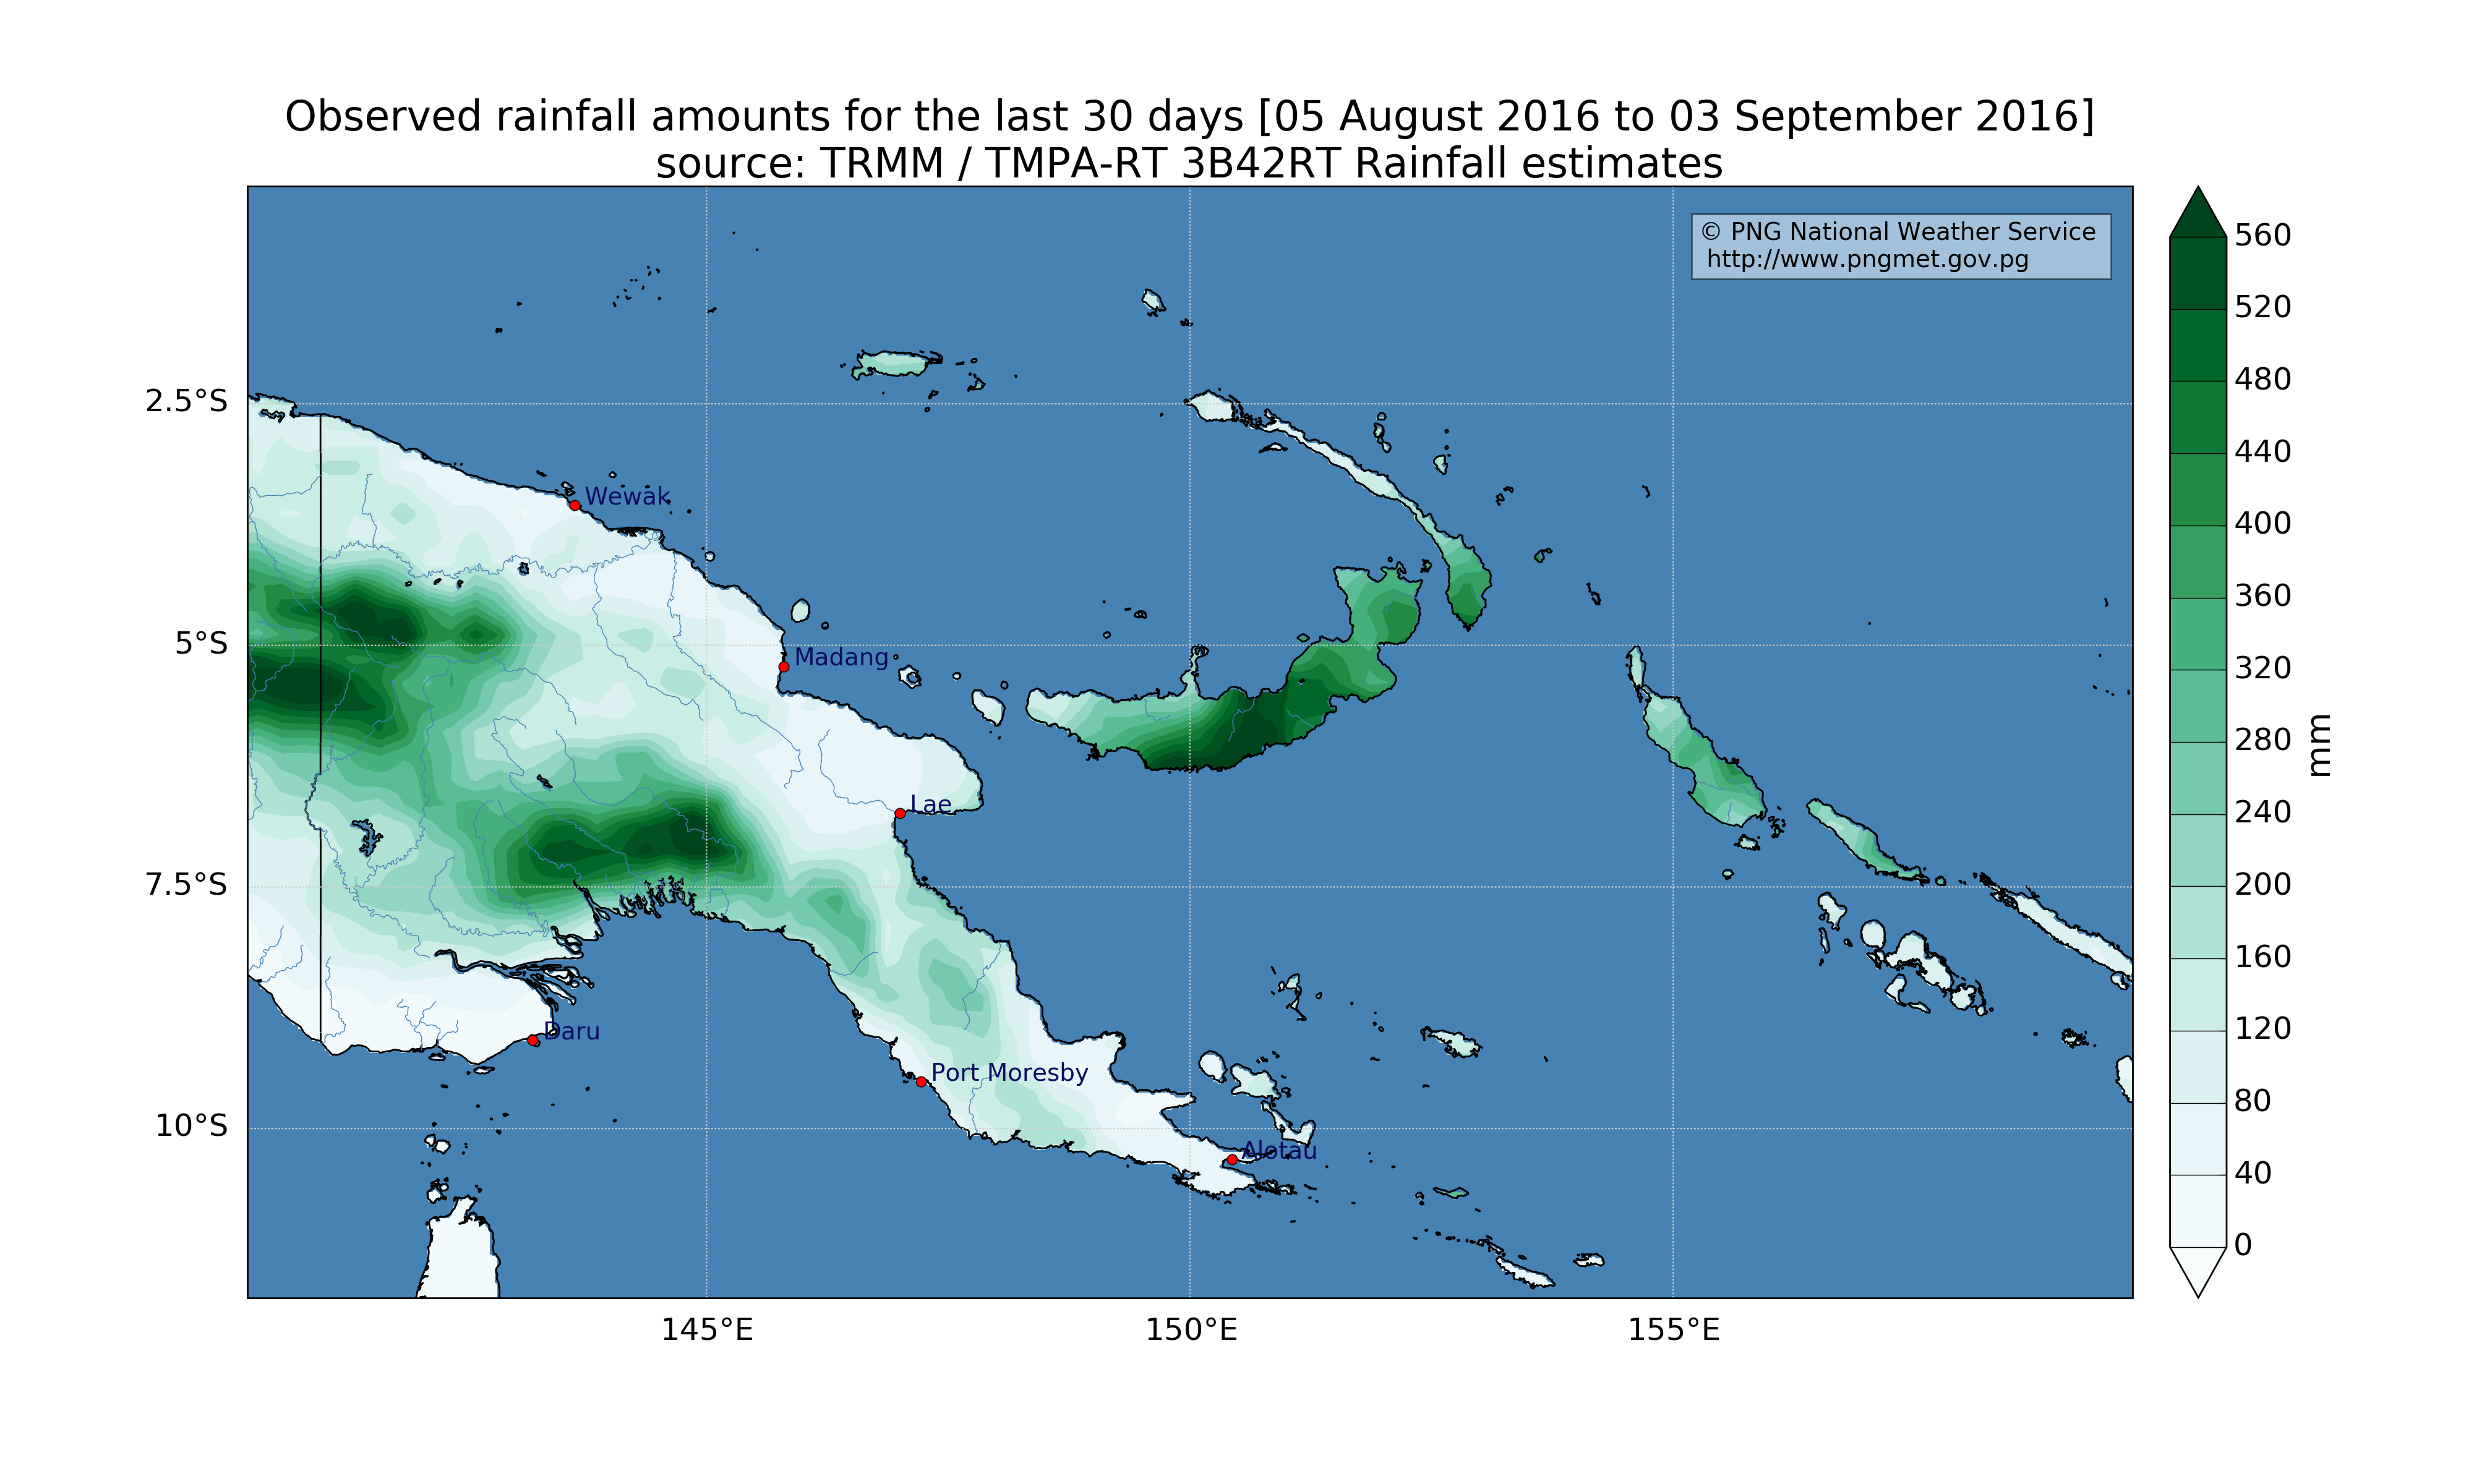 Observed rainfall amounts for the last 30 days [05 August 2016 to 03 September 2016]
source: TRMM / TMPA-RT 3B42RT Rainfall estimates
© PNG National Weather Service
http://www.pngmet.gov.pg
560
520
480
440
400
360
320
280
240
200
160
120
80
40
0
mm
2.5°S
5°S
7.5°S
10°S
Wewak
Madang
Lae
Daru
Port Moresby
Alotau
145°E
150°E
155°E